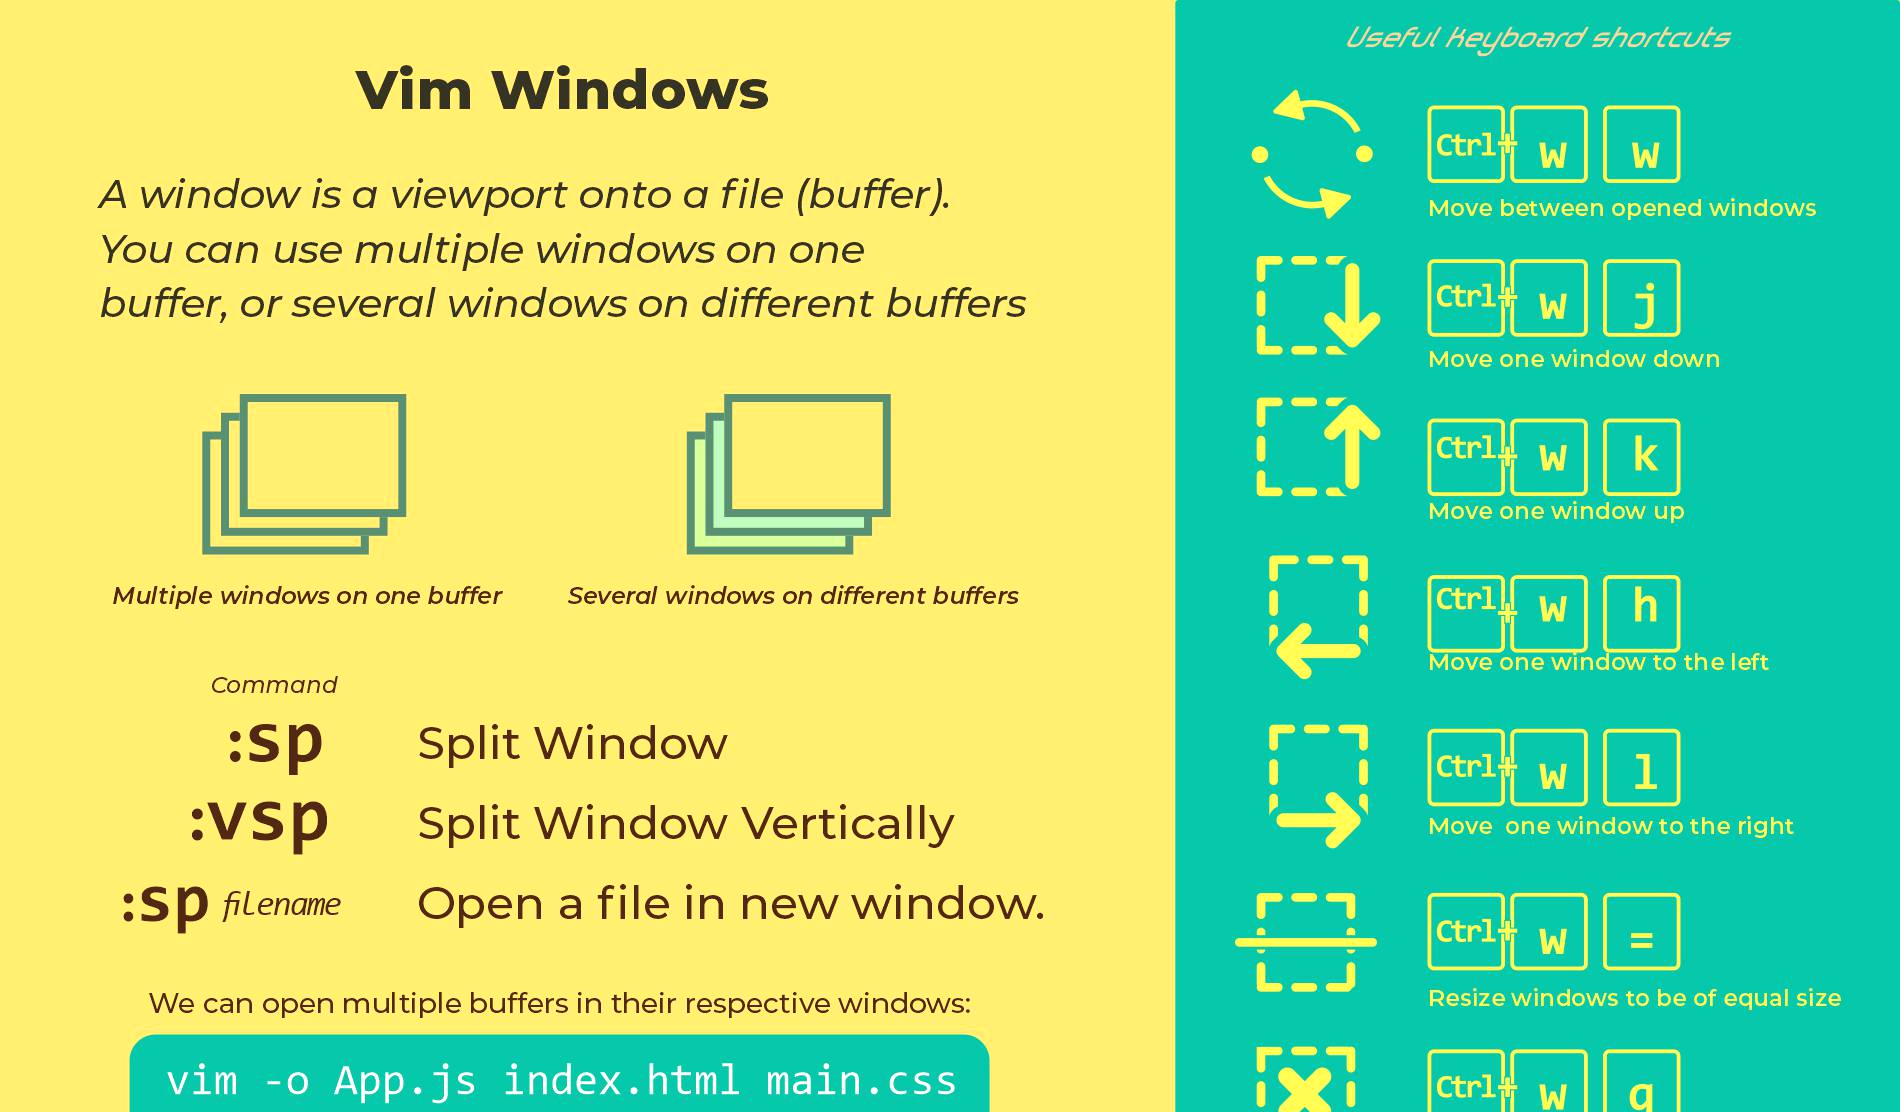 Vim Windows
A window is a viewport onto a file (buffer).
You can use multiple windows on one
buffer, or several windows on different buffers
Multiple windows on one buffer
Several windows on different buffers
Command
:sp Split Window
:vsp Split Window Vertically
:sp filename Open a file in new window.
We can open multiple buffers in their respective windows:
vim -o App.js index.html main.css
Useful keyboard shortcuts
Ctrl+ w w
Move between opened windows
Ctrl+ w j
Move one window down
Ctrl+ w k
Move one window up
Ctrl+ w h
Move one window to the left
Ctrl+ w l
Move one window to the right
Ctrl+ w =
Resize windows to be of equal size
Ctrl+ w